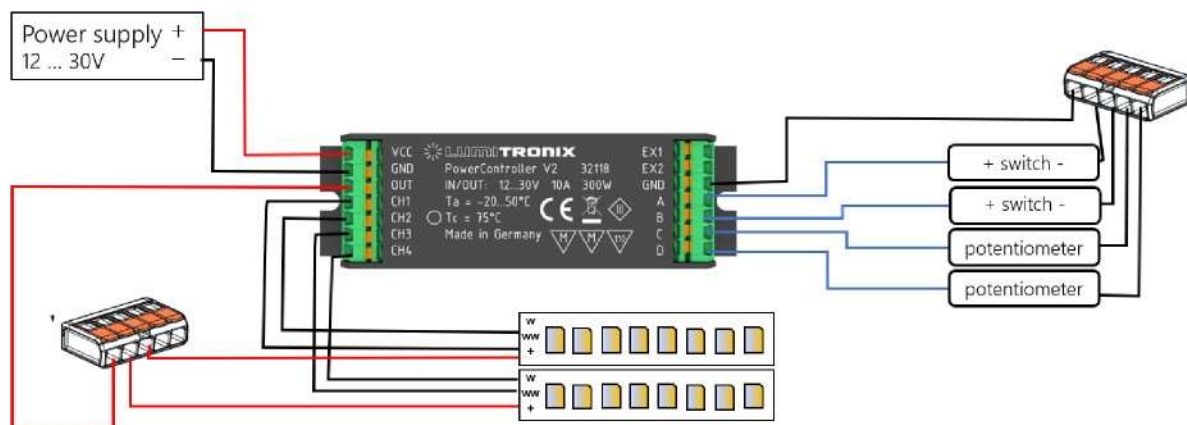 Power supply +
12 ... 30V −
VCC
GND
OUT
CH1
CH2
CH3
CH4
LUMITRONIX
PowerController V2 32118
IN/OUT: 12...30V 10A 300W
Ta = -20...50°C
Tc = 75°C
Made in Germany
CE
III
M
M
110
EX1
EX2
GND
A
B
C
D
+ switch -
+ switch -
potentiometer
potentiometer
W
WW
+
W
WW
+